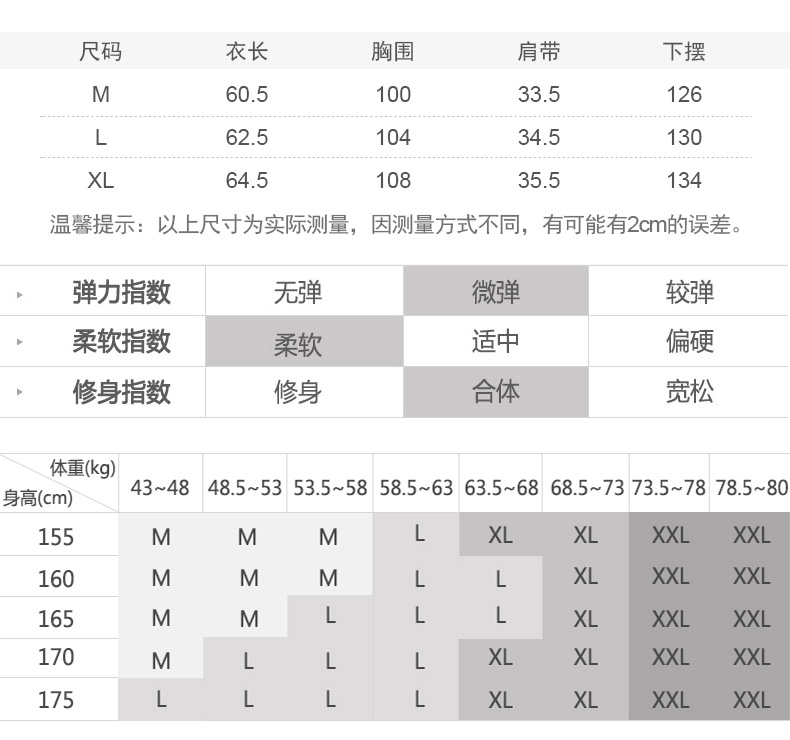 尺码 衣长 胸围 肩带 下摆
M 60.5 100 33.5 126
L 62.5 104 34.5 130
XL 64.5 108 35.5 134
温馨提示：以上尺寸为实际测量，因测量方式不同，有可能有2cm的误差。
弹力指数 无弹 微弹 较弹
柔软指数 柔软 适中 偏硬
修身指数 修身 合体 宽松
体重(kg)
身高(cm) 43~48 48.5~53 53.5~58 58.5~63 63.5~68 68.5~73 73.5~78 78.5~80
155 M M M L XL XL XXL XXL
160 M M M L L XL XXL XXL
165 M M L L L XL XXL XXL
170 M L L L XL XL XXL XXL
175 L L L L XL XL XXL XXL